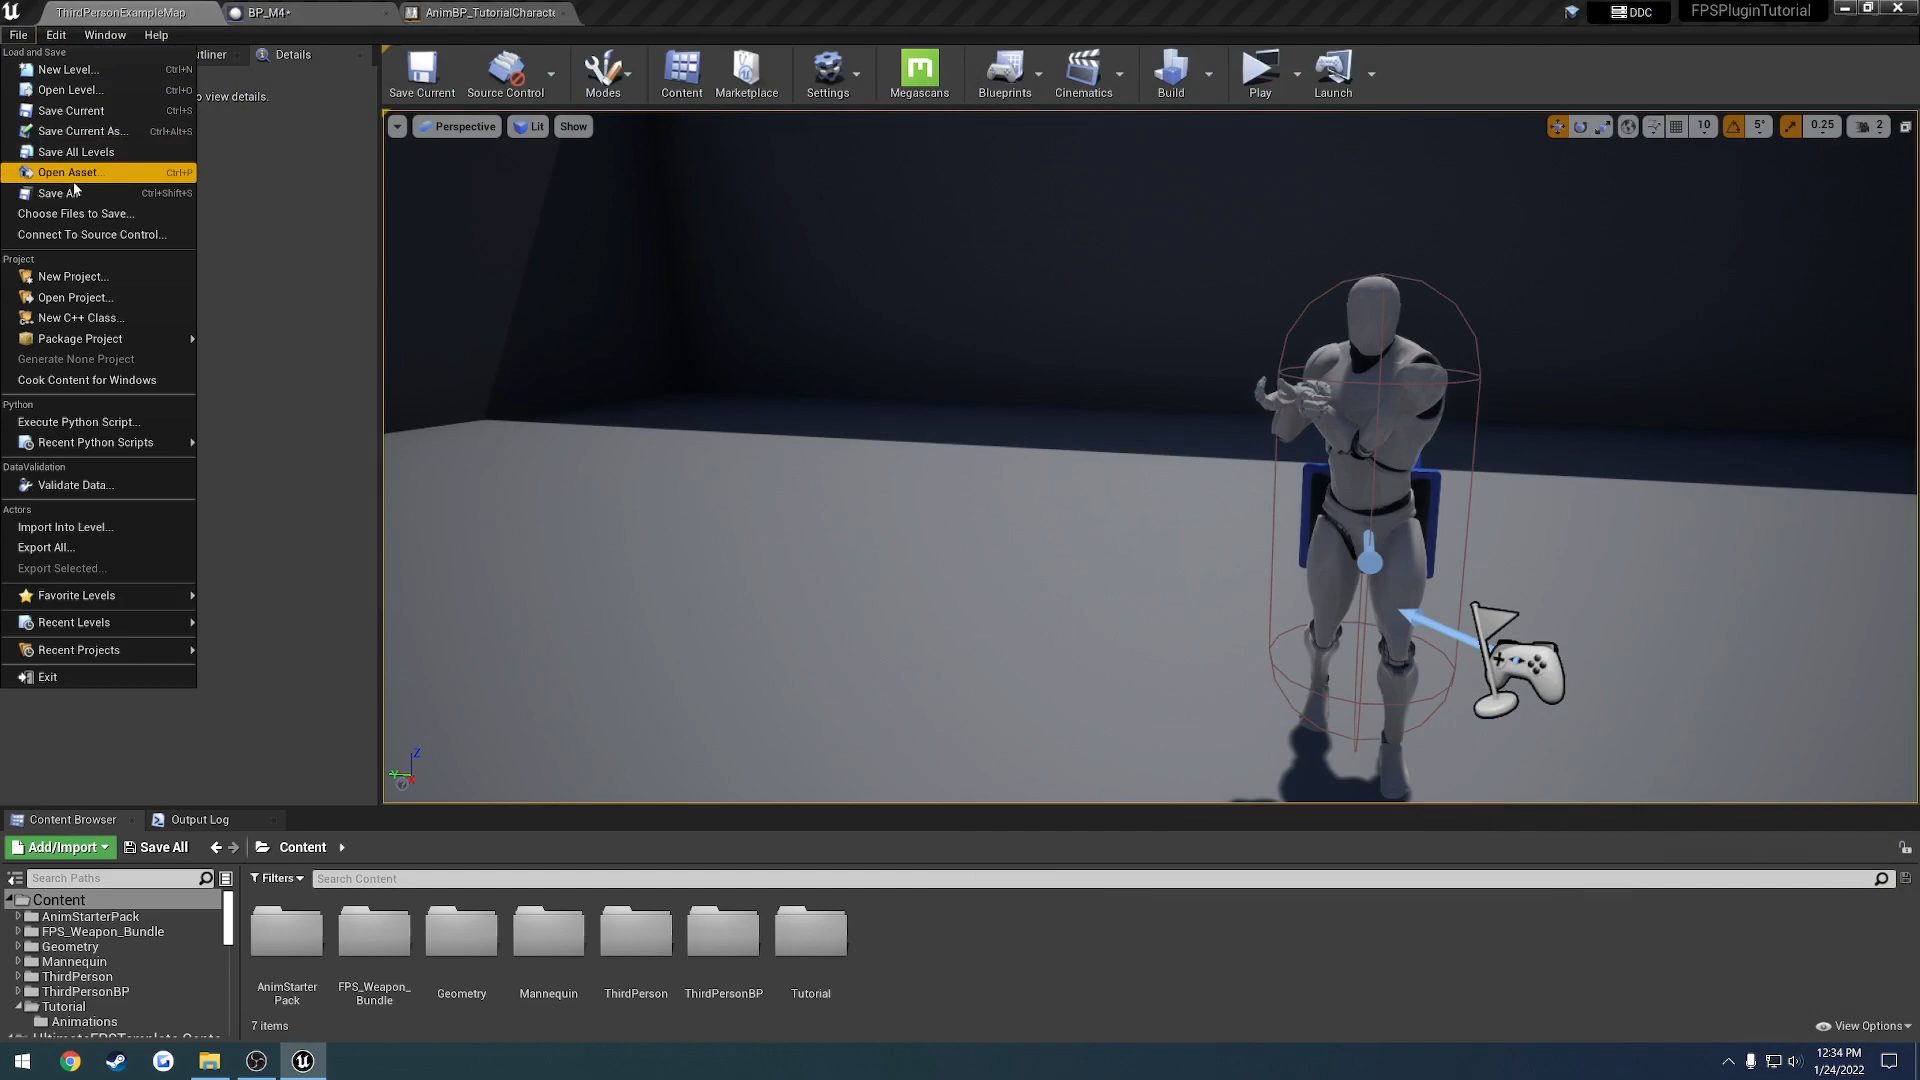 ThirdPersonExampleMap
BP_M4*
AnimBP_TutorialCharacte
DDC
FPSPluginTutorial
File
Edit
Window
Help
Load and Save
utliner
Details
New Level... Ctrl+N
o view details.
Open Level... Ctrl+O
Save Current Ctrl+S
Save Current As... Ctrl+Alt+S
Save All Levels
Open Asset... Ctrl+P
Save All Ctrl+Shift+S
Choose Files to Save...
Connect To Source Control...
Project
New Project...
Open Project...
New C++ Class...
Package Project
Generate None Project
Cook Content for Windows
Python
Execute Python Script...
Recent Python Scripts
DataValidation
Validate Data...
Actors
Import Into Level...
Export All...
Export Selected...
Favorite Levels
Recent Levels
Recent Projects
Exit
Save Current
Source Control
Modes
Content
Marketplace
Settings
Megascans
Blueprints
Cinematics
Build
Play
Launch
Perspective
Lit
Show
10
5°
0.25
2
Z
Y
Content Browser
Output Log
Add/Import
Save All
Content
Search Paths
Filters
Search Content
Content
AnimStarterPack
FPS_Weapon_Bundle
Geometry
Mannequin
ThirdPerson
ThirdPersonBP
Tutorial
Animations
AnimStarter
Pack
FPS_Weapon_
Bundle
Geometry
Mannequin
ThirdPerson
ThirdPersonBP
Tutorial
7 items
View Options
12:34 PM
1/24/2022